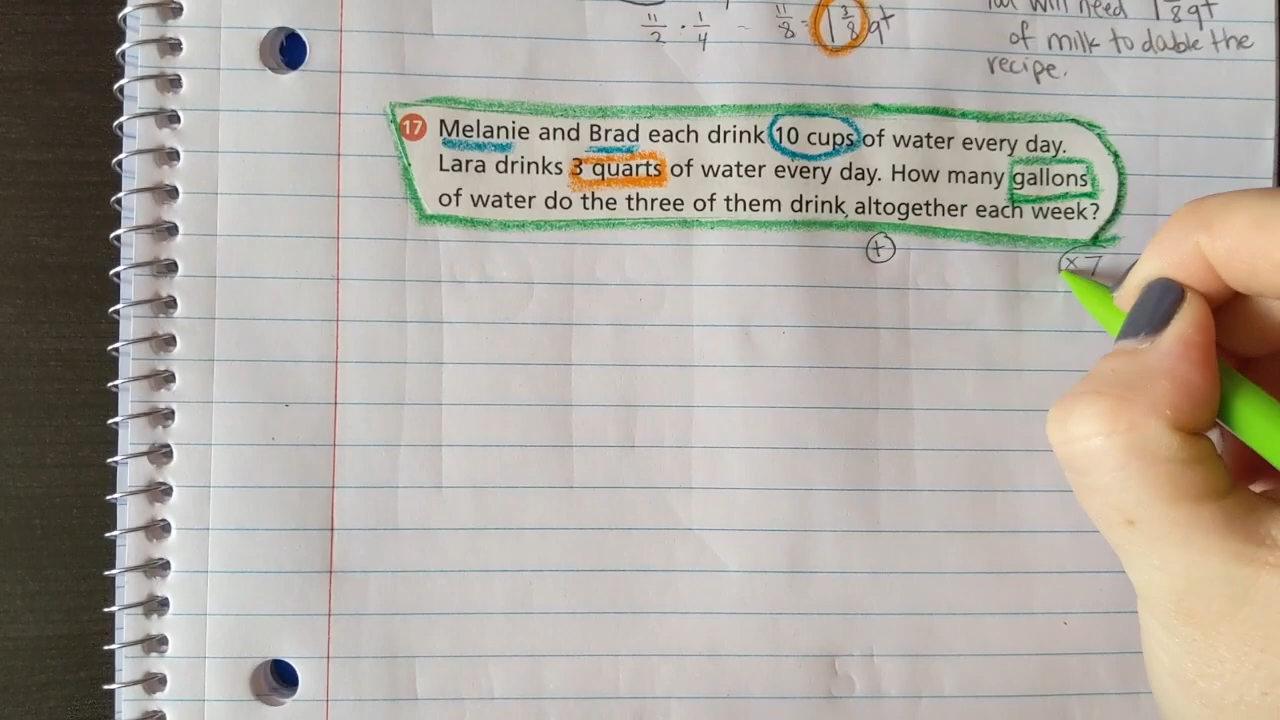 11/2 · 1/4 = 11/8 = 1 3/8 qt
will need 1 /8 qt
of milk to double the
recipe.
17 Melanie and Brad each drink 10 cups of water every day.
Lara drinks 3 quarts of water every day. How many gallons
of water do the three of them drink altogether each week?
+
x 7